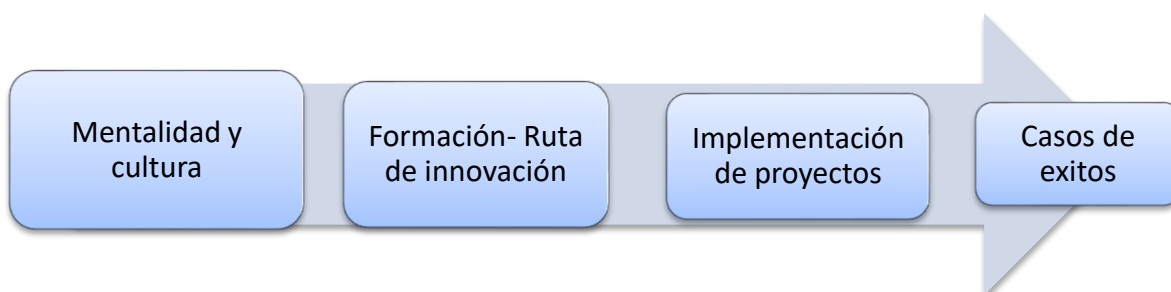 Mentalidad y
cultura
Formación- Ruta
de innovación
Implementación
de proyectos
Casos de
exitos